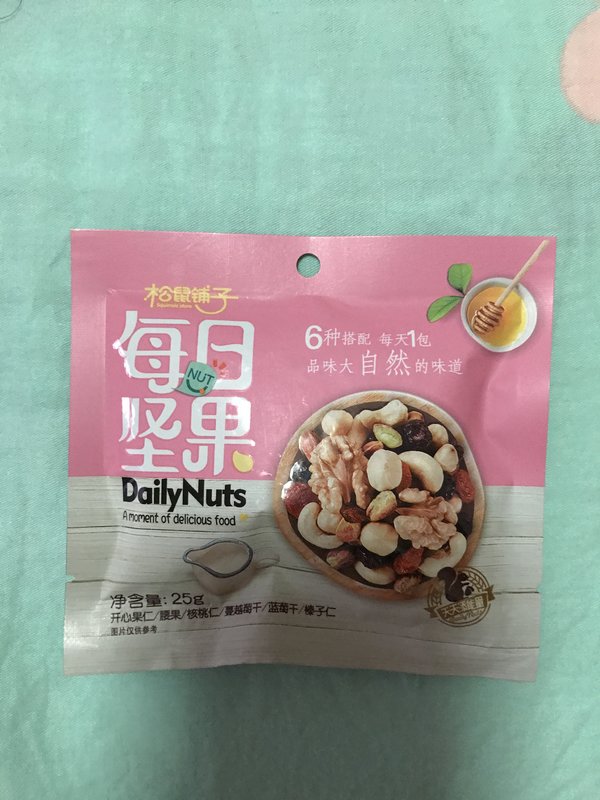 松鼠铺子
Squirrels store
每日
NUT
坚果
DailyNuts
A moment of delicious food
6种搭配 每天1包
品味大自然的味道
净含量: 25g
开心果仁/腰果/核桃仁/蔓越莓干/蓝莓干/榛子仁
图片仅供参考